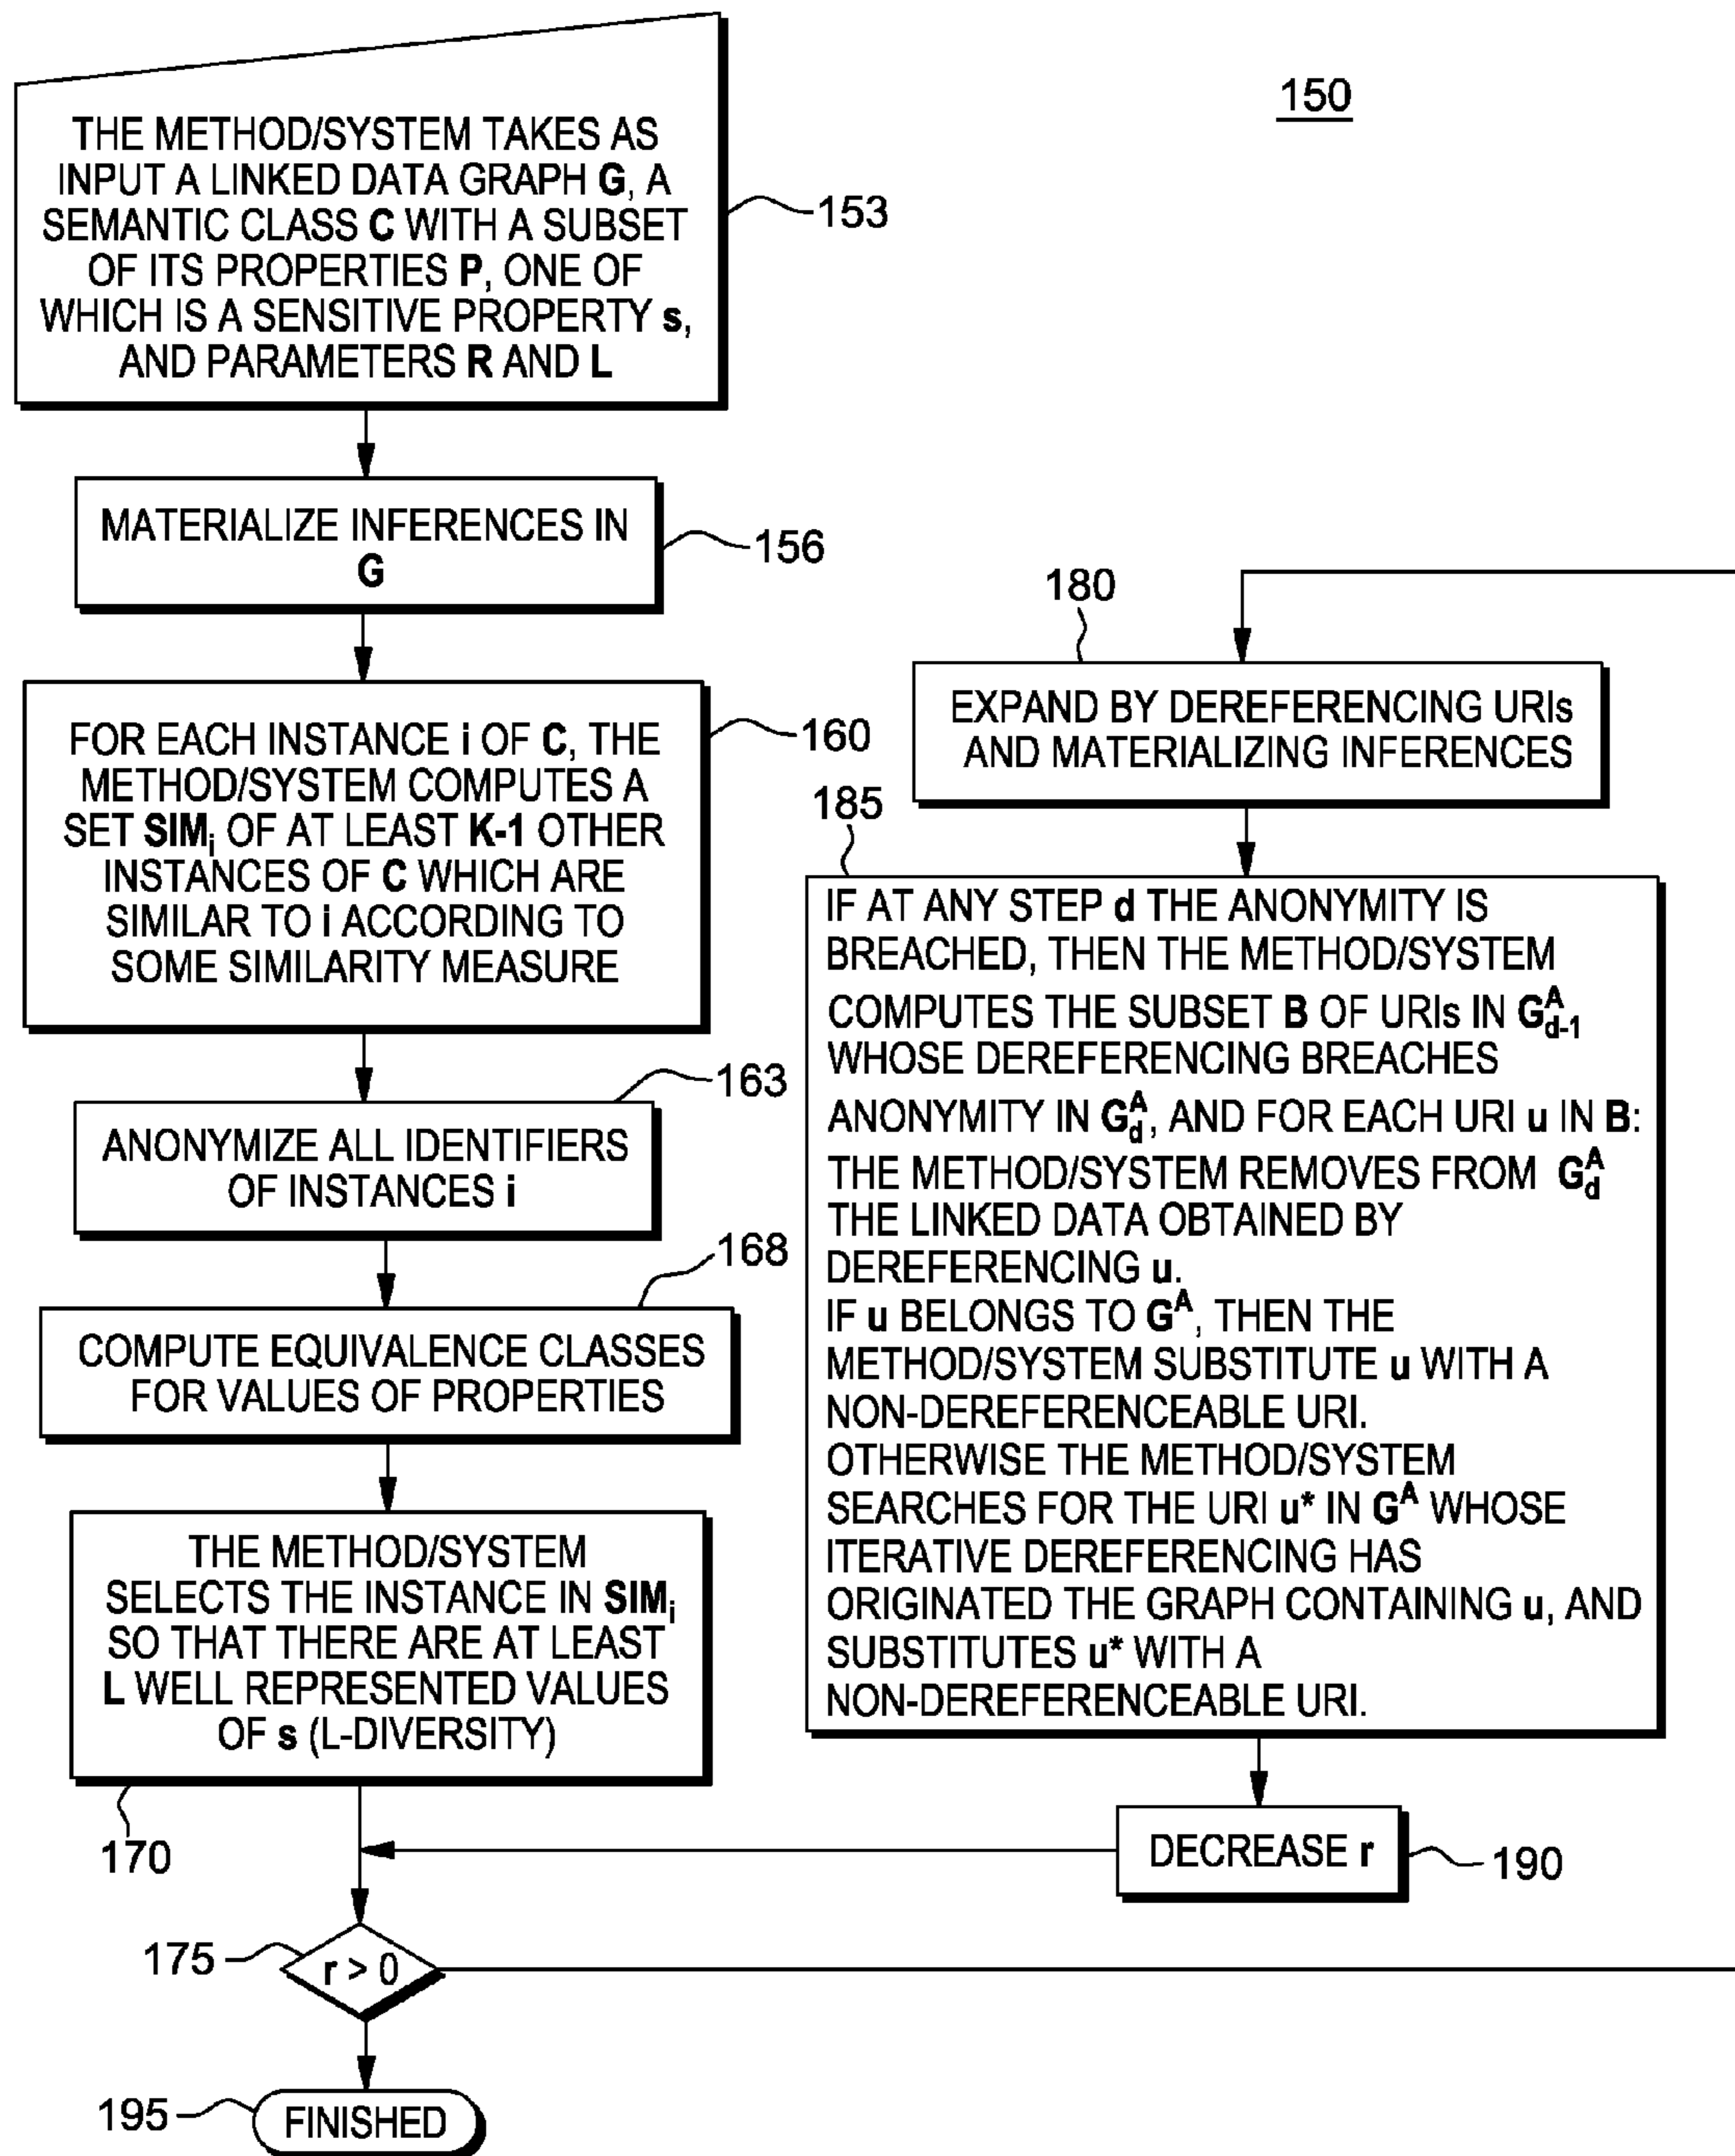 150
THE METHOD/SYSTEM TAKES AS
INPUT A LINKED DATA GRAPH G, A
SEMANTIC CLASS C WITH A SUBSET
OF ITS PROPERTIES P, ONE OF
WHICH IS A SENSITIVE PROPERTY s,
AND PARAMETERS R AND L
153
MATERIALIZE INFERENCES IN
G
156
FOR EACH INSTANCE i OF C, THE
METHOD/SYSTEM COMPUTES A
SET SIMi OF AT LEAST K-1 OTHER
INSTANCES OF C WHICH ARE
SIMILAR TO i ACCORDING TO
SOME SIMILARITY MEASURE
160
ANONYMIZE ALL IDENTIFIERS
OF INSTANCES i
163
COMPUTE EQUIVALENCE CLASSES
FOR VALUES OF PROPERTIES
168
THE METHOD/SYSTEM
SELECTS THE INSTANCE IN SIMi
SO THAT THERE ARE AT LEAST
L WELL REPRESENTED VALUES
OF s (L-DIVERSITY)
170
175
r > 0
180
EXPAND BY DEREFERENCING URIs
AND MATERIALIZING INFERENCES
185
IF AT ANY STEP d THE ANONYMITY IS
BREACHED, THEN THE METHOD/SYSTEM
COMPUTES THE SUBSET B OF URIs IN G^A_d-1
WHOSE DEREFERENCING BREACHES
ANONYMITY IN G^A_d, AND FOR EACH URI u IN B:
THE METHOD/SYSTEM REMOVES FROM G^A_d
THE LINKED DATA OBTAINED BY
DEREFERENCING u.
IF u BELONGS TO G^A, THEN THE
METHOD/SYSTEM SUBSTITUTE u WITH A
NON-DEREFERENCEABLE URI.
OTHERWISE THE METHOD/SYSTEM
SEARCHES FOR THE URI u* IN G^A WHOSE
ITERATIVE DEREFERENCING HAS
ORIGINATED THE GRAPH CONTAINING u, AND
SUBSTITUTES u* WITH A
NON-DEREFERENCEABLE URI.
DECREASE r
190
195
FINISHED